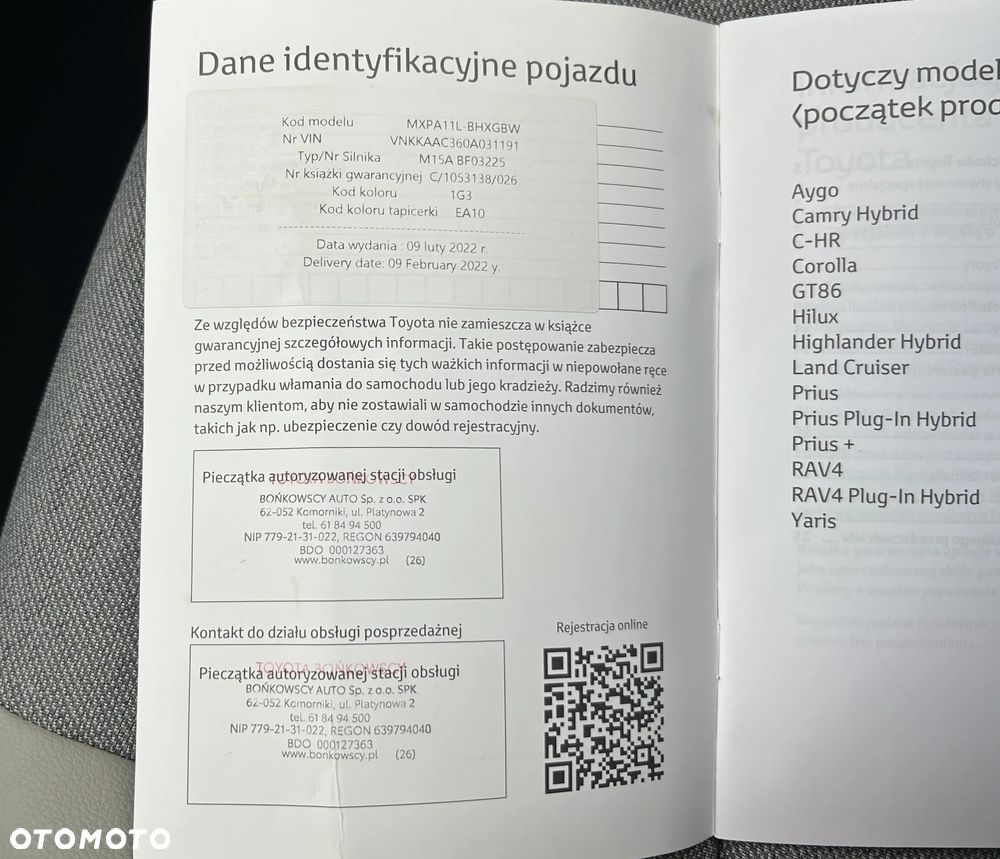 Dane identyfikacyjne pojazdu
Kod modelu MXPA11L-BHXGBW
Nr VIN VNKKAAC360A031191
Typ/Nr Silnika M15A BF03225
Nr książki gwarancyjnej C/1053138/026
Kod koloru 1G3
Kod koloru tapicerki EA10
Data wydania : 09 luty 2022 r.
Delivery date: 09 February 2022 y.
Ze względów bezpieczeństwa Toyota nie zamieszcza w książce
gwarancyjnej szczegółowych informacji. Takie postępowanie zabezpiecza
przed możliwością dostania się tych ważkich informacji w niepowołane ręce
w przypadku włamania do samochodu lub jego kradzieży. Radzimy również
naszym klientom, aby nie zostawiali w samochodzie innych dokumentów,
takich jak np. ubezpieczenie czy dowód rejestracyjny.
Pieczątka autoryzowanej stacji obsługi
TOYOTA BOŃKOWSCY
BOŃKOWSCY AUTO Sp. z o.o. SPK
62-052 Komorniki, ul. Platynowa 2
tel. 61 84 94 500
NIP 779-21-31-022, REGON 639794040
BDO 000127363
www.bonkowscy.pl (26)
Kontakt do działu obsługi posprzedażnej
TOYOTA BOŃKOWSCY
Pieczątka autoryzowanej stacji obsługi
BOŃKOWSCY AUTO Sp. z o.o. SPK
62-052 Komorniki, ul. Platynowa 2
tel. 61 84 94 500
NIP 779-21-31-022, REGON 639794040
BDO 000127363
www.bonkowscy.pl (26)
Rejestracja online
Dotyczy model
(początek prod
Aygo
Camry Hybrid
C-HR
Corolla
GT86
Hilux
Highlander Hybrid
Land Cruiser
Prius
Prius Plug-In Hybrid
Prius +
RAV4
RAV4 Plug-In Hybrid
Yaris
OTOMOTO